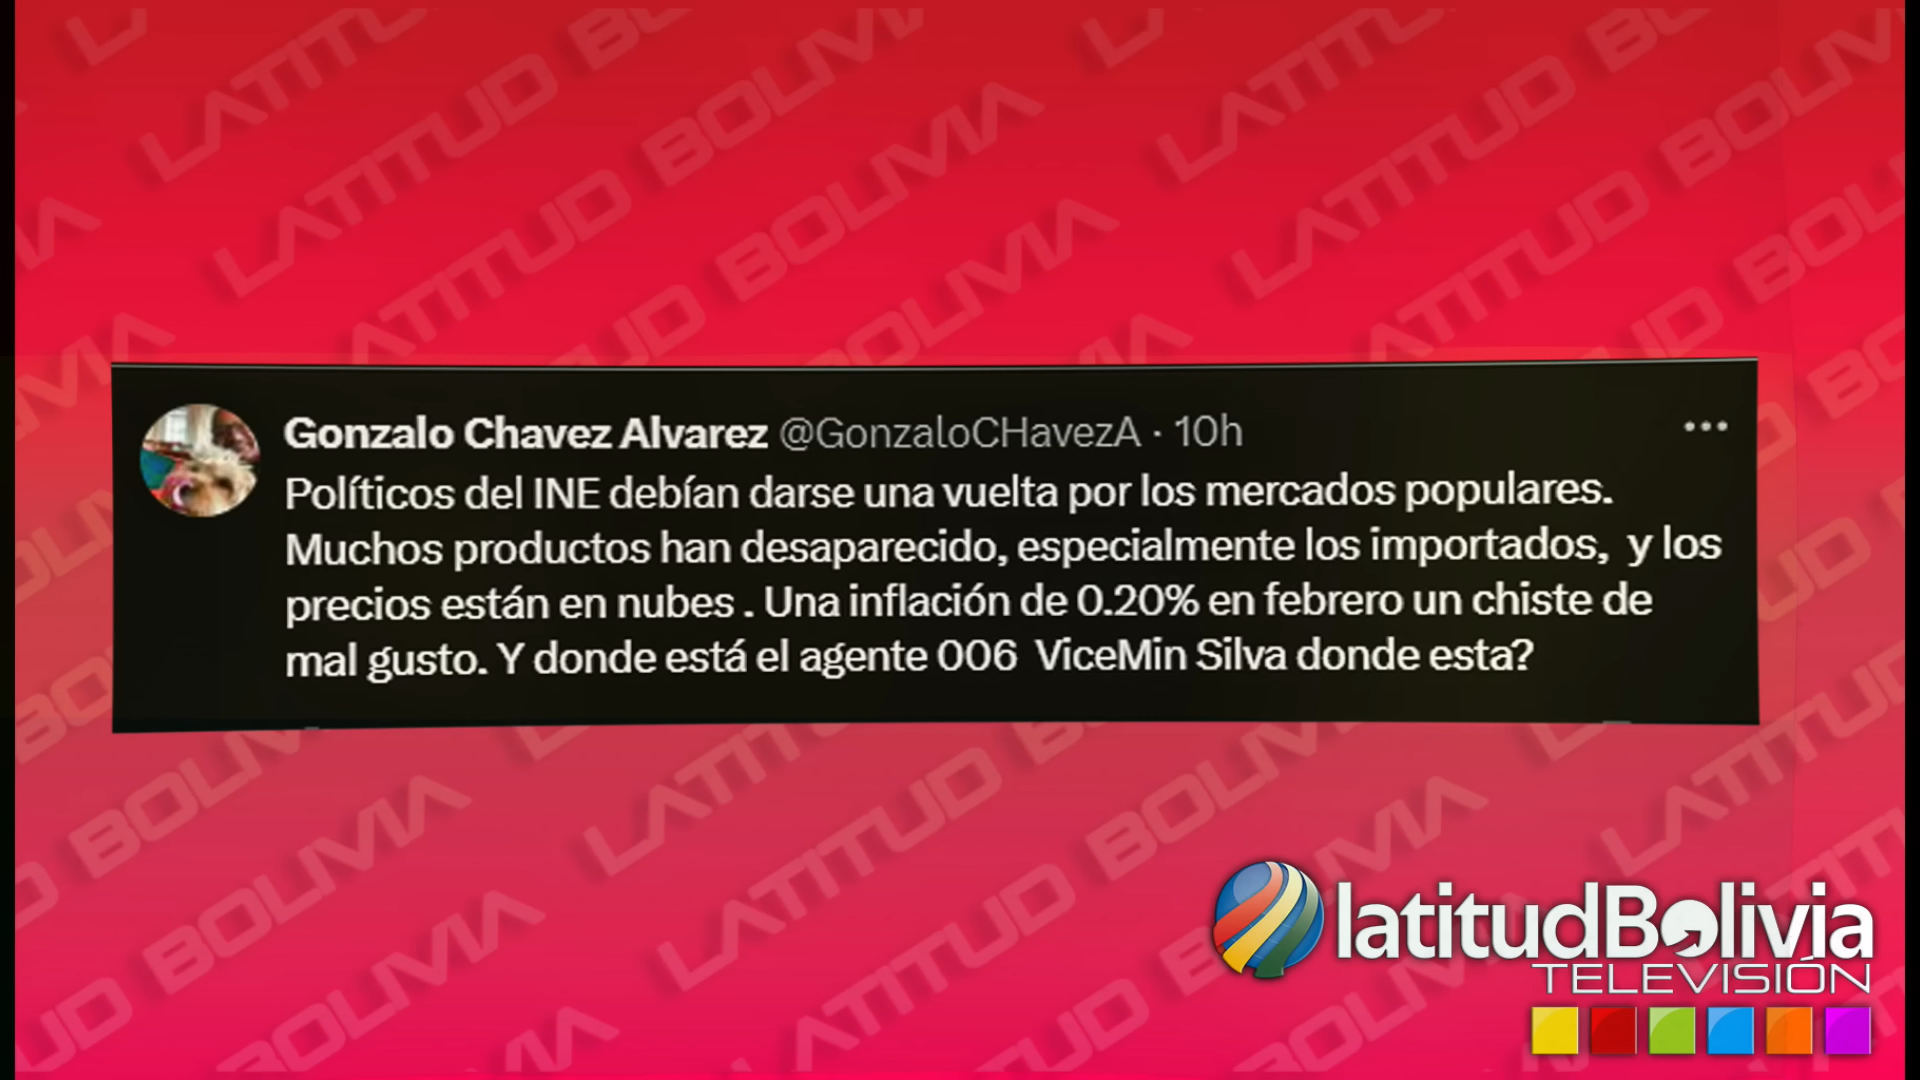 Gonzalo Chavez Alvarez @GonzaloCHavezA · 10h
Políticos del INE debían darse una vuelta por los mercados populares.
Muchos productos han desaparecido, especialmente los importados,  y los
precios están en nubes . Una inflación de 0.20% en febrero un chiste de
mal gusto. Y donde está el agente 006  ViceMin Silva donde esta?
latitudBolivia
TELEVISIÓN
LATITUD BOLIVIA